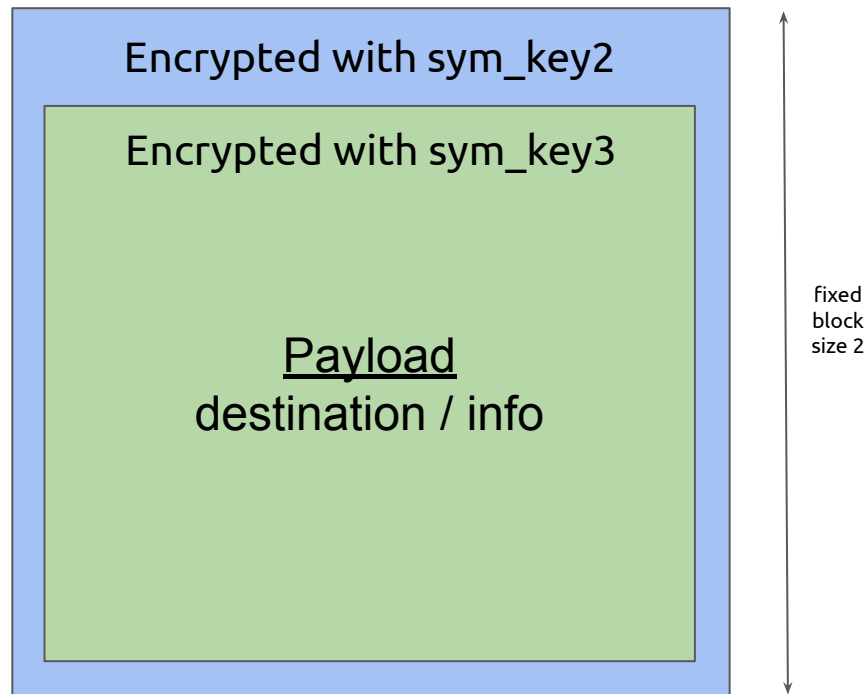 Encrypted with sym_key2
Encrypted with sym_key3
Payload
destination / info
fixed
block
size 2